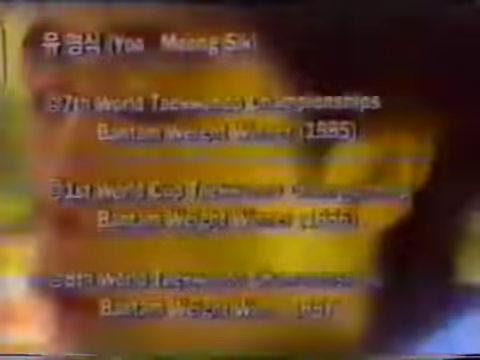 유명식 (Yoo Meong Sik)
7th World Taekwondo Championships
Bantam Weight Winner (1985)
1st World Cup Taekwondo
Bantam Weight Winner (1986)
8th World Taekwondo
Bantam Weight